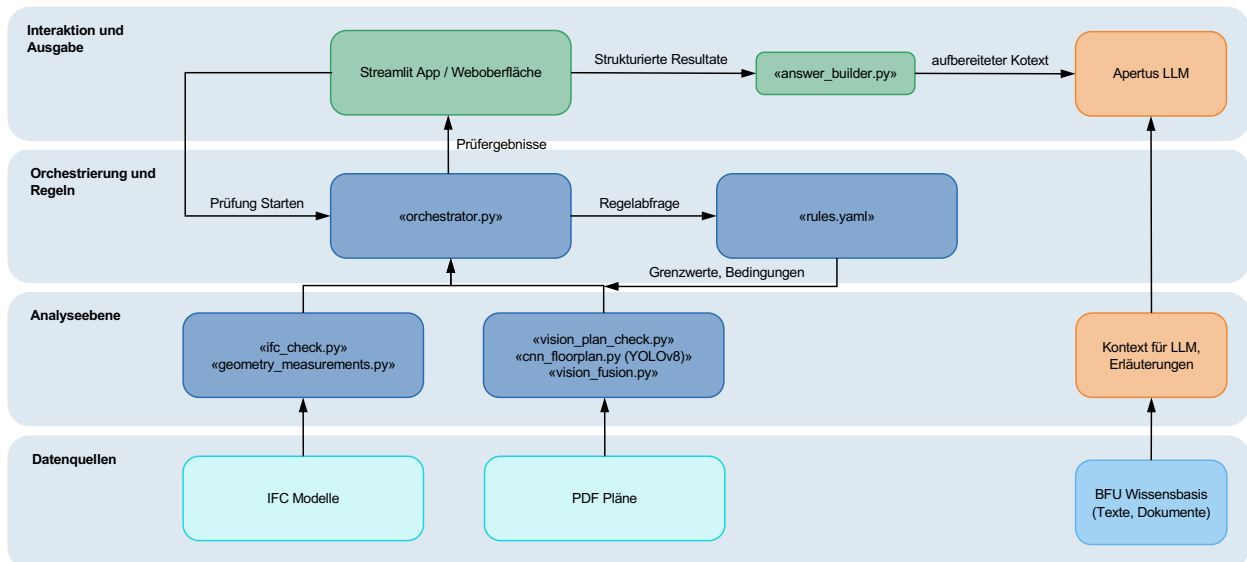 Interaktion und
Ausgabe
Streamlit App / Weboberfläche
Strukturierte Resultate
«answer_builder.py»
aufbereiteter Kotext
Apertus LLM
Prüfergebnisse
Orchestrierung und
Regeln
Prüfung Starten
«orchestrator.py»
Regelabfrage
«rules.yaml»
Grenzwerte, Bedingungen
Analyseebene
«ifc_check.py»
«geometry_measurements.py»
«vision_plan_check.py»
«cnn_floorplan.py (YOLOv8)»
«vision_fusion.py»
Kontext für LLM,
Erläuterungen
Datenquellen
IFC Modelle
PDF Pläne
BFU Wissensbasis
(Texte, Dokumente)